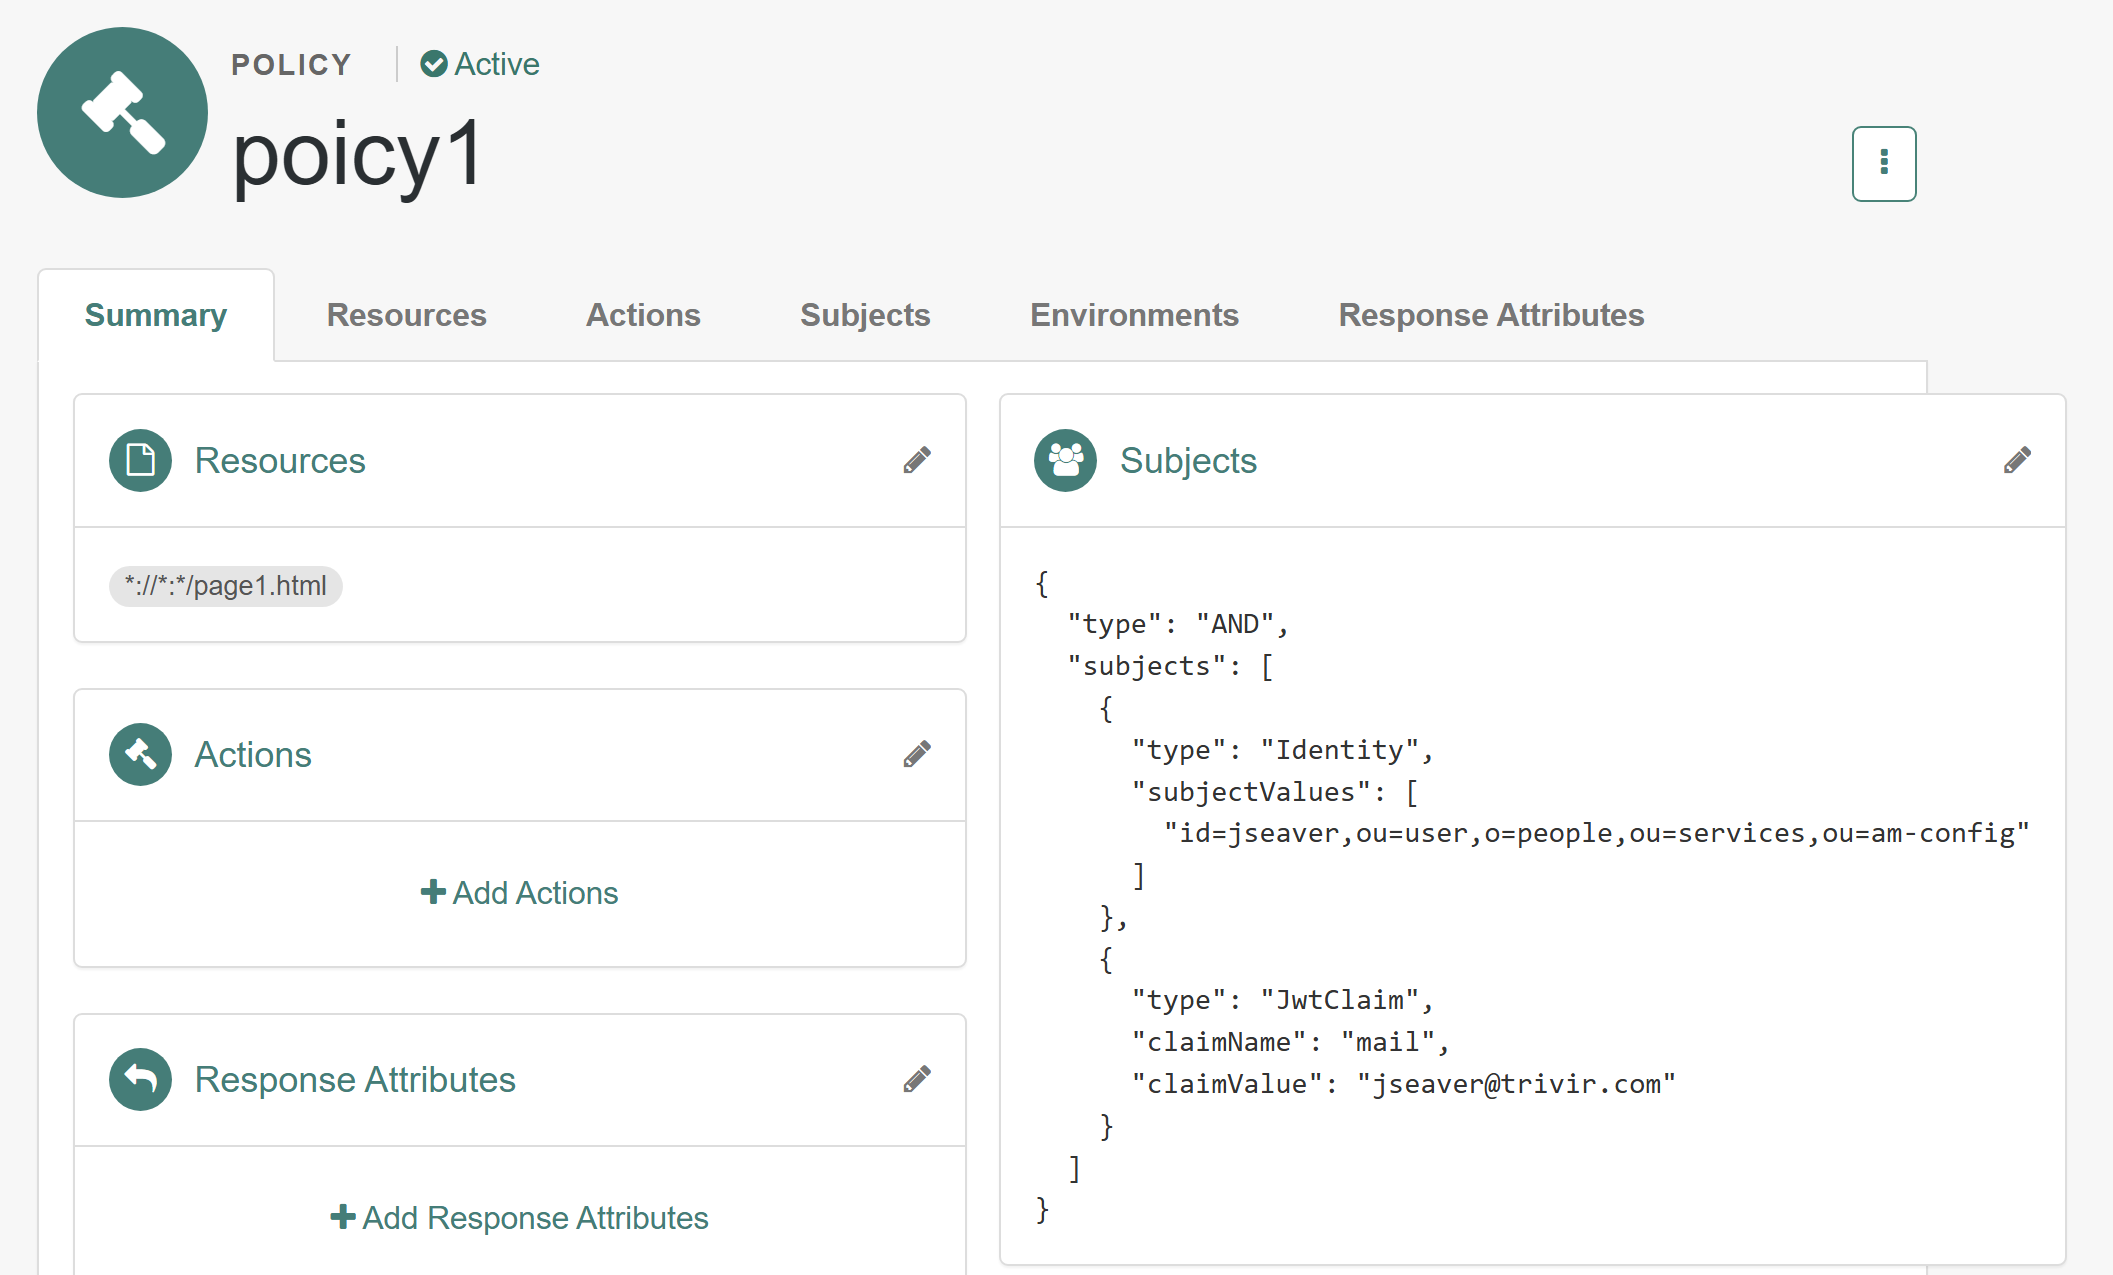 POLICY
Active
poicy1
Summary
Resources
Actions
Subjects
Environments
Response Attributes
Resources
*://*:*/page1.html
Actions
Add Actions
Response Attributes
Add Response Attributes
Subjects
{
"type": "AND",
"subjects": [
{
"type": "Identity",
"subjectValues": [
"id=jseaver,ou=user,o=people,ou=services,ou=am-config"
]
},
{
"type": "JwtClaim",
"claimName": "mail",
"claimValue": "jseaver@trivir.com"
}
]
}